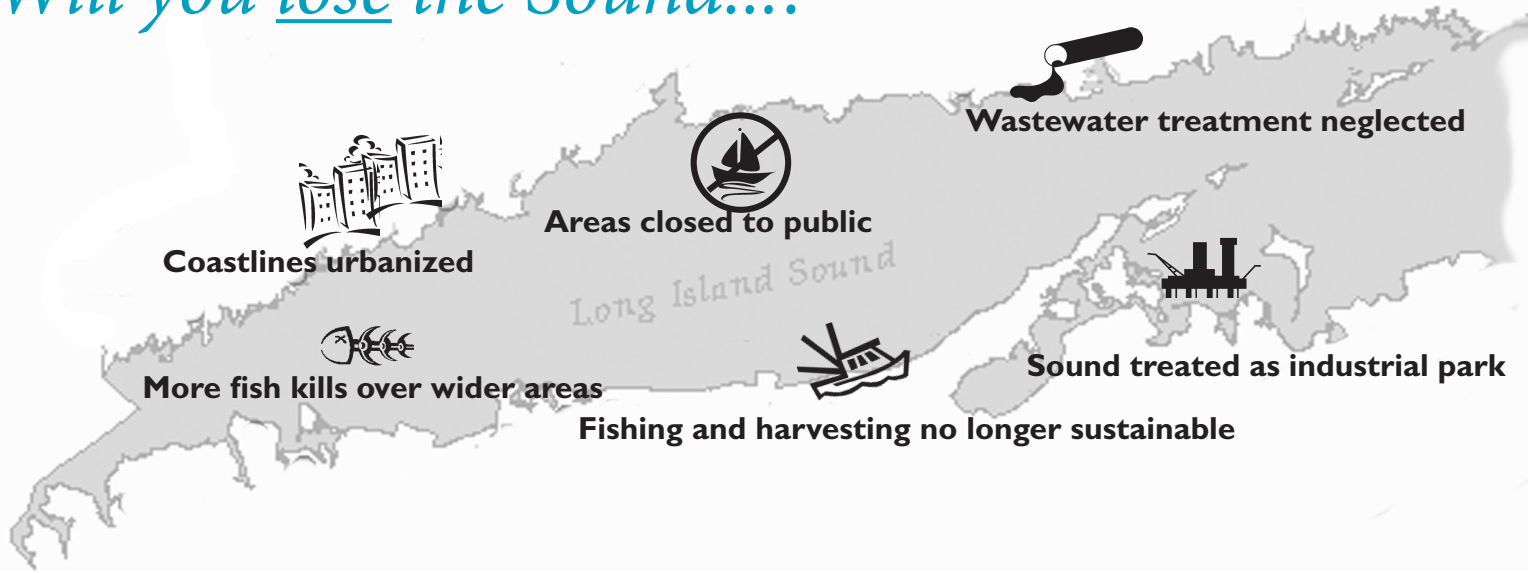 Will you lose the Sound....
Wastewater treatment neglected
Areas closed to public
Coastlines urbanized
Long Island Sound
Sound treated as industrial park
More fish kills over wider areas
Fishing and harvesting no longer sustainable